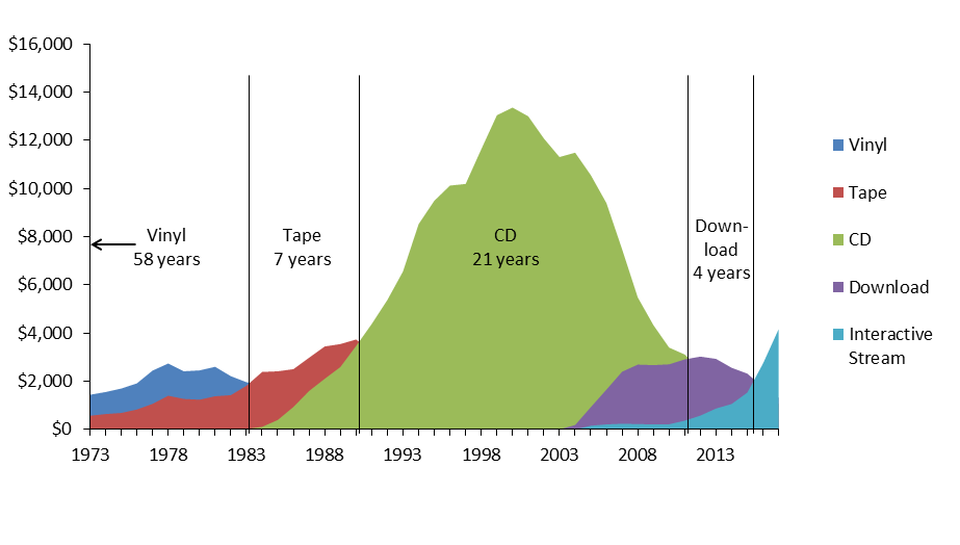 $16,000
$14,000
$12,000
$10,000
$8,000
$6,000
$4,000
$2,000
$0
Vinyl
58 years
Tape
7 years
CD
21 years
Down-
load
4 years
1973 1978 1983 1988 1993 1998 2003 2008 2013
Vinyl
Tape
CD
Download
Interactive
Stream